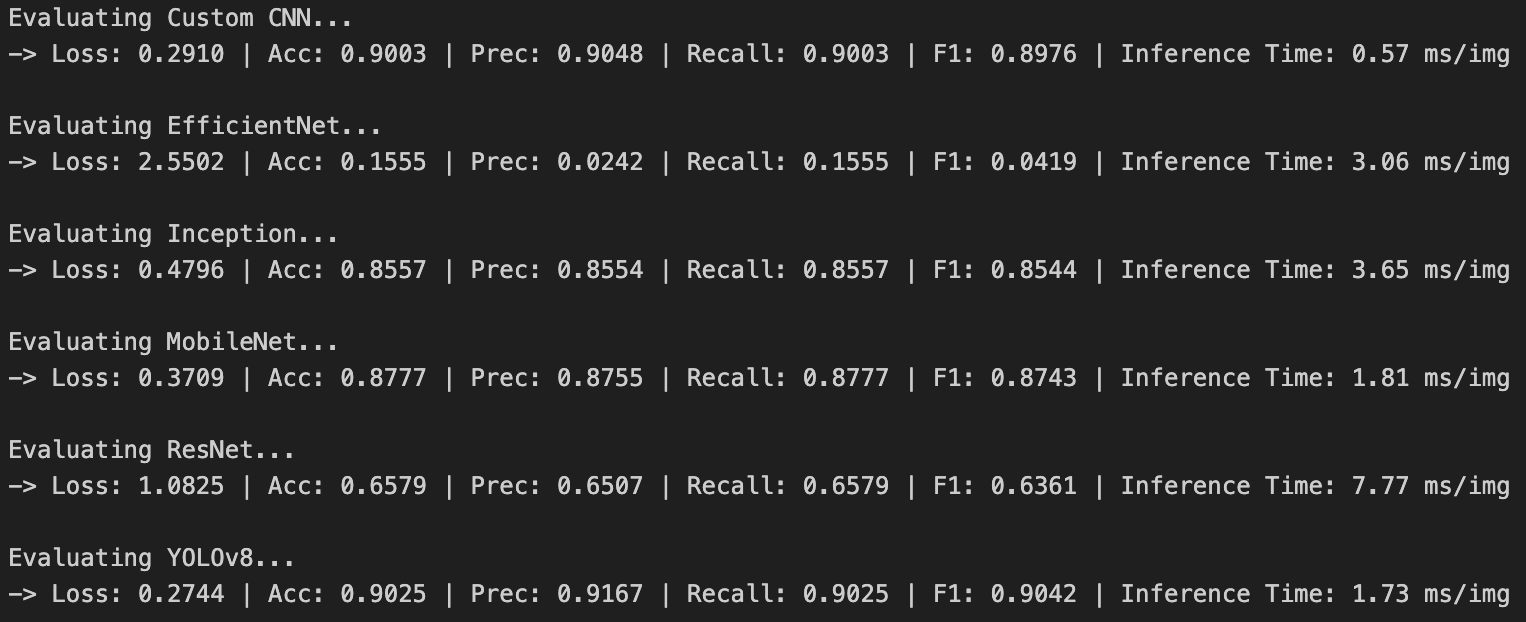 Evaluating Custom CNN...
—> Loss: 0.2910 | Acc: 0.9003 | Prec: 0.9048 | Recall: 0.9003 | F1: 0.8976 | Inference Time: 0.57 ms/img
Evaluating EfficientNet...
—> Loss: 2.5502 | Acc: 0.1555 | Prec: 0.0242 | Recall: 0.1555 | F1: 0.0419 | Inference Time: 3.06 ms/img
Evaluating Inception...
—> Loss: 0.4796 | Acc: 0.8557 | Prec: 0.8554 | Recall: 0.8557 | F1: 0.8544 | Inference Time: 3.65 ms/img
Evaluating MobileNet...
—> Loss: 0.3709 | Acc: 0.8777 | Prec: 0.8755 | Recall: 0.8777 | F1: 0.8743 | Inference Time: 1.81 ms/img
Evaluating ResNet...
—> Loss: 1.0825 | Acc: 0.6579 | Prec: 0.6507 | Recall: 0.6579 | F1: 0.6361 | Inference Time: 7.77 ms/img
Evaluating YOLOv8...
—> Loss: 0.2744 | Acc: 0.9025 | Prec: 0.9167 | Recall: 0.9025 | F1: 0.9042 | Inference Time: 1.73 ms/img